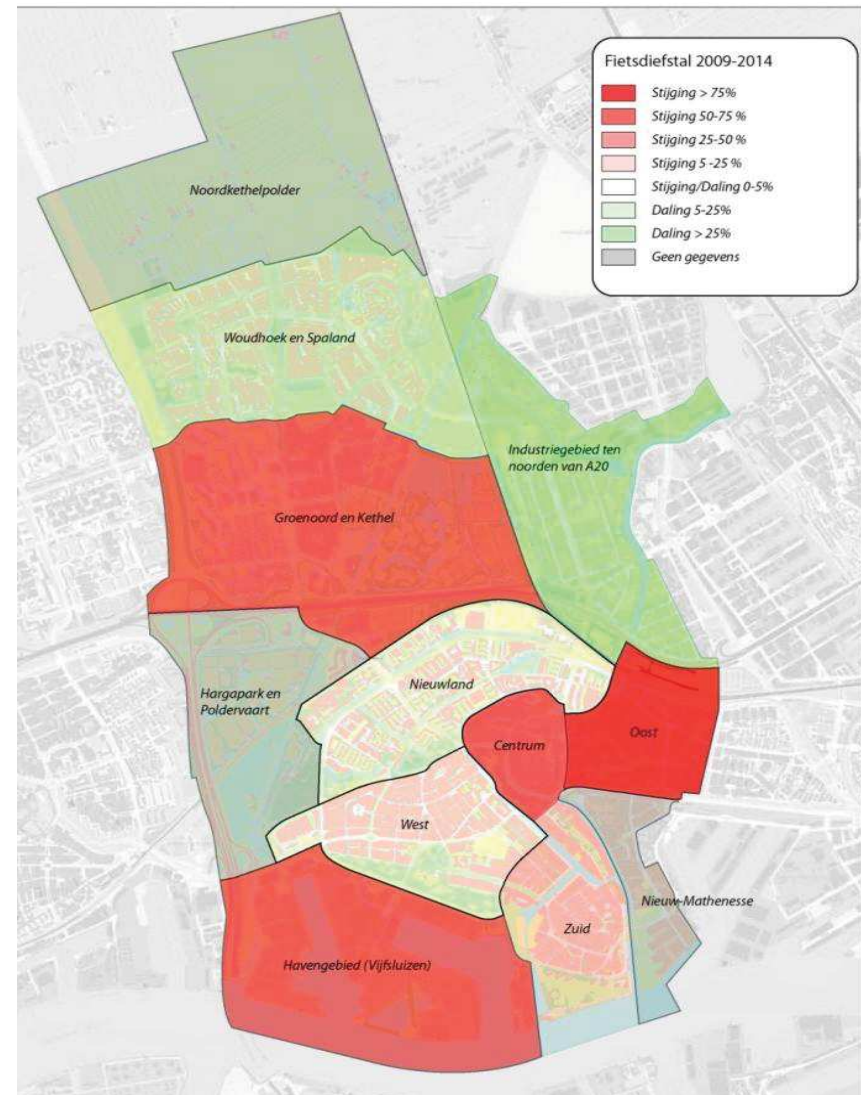 Fietsdiefstal 2009-2014
Stijging > 75%
Stijging 50-75 %
Stijging 25-50 %
Stijging 5 -25 %
Stijging/Daling 0-5%
Daling 5-25%
Daling > 25%
Geen gegevens
Noordkethelpolder
Woudhoek en Spaland
Industriegebied ten
noorden van A20
Groenoord en Kethel
Nieuwland
Hargapark en
Poldervaart
Centrum
Oost
West
Nieuw-Mathenesse
Zuid
Havengebied (Vijfsluizen)